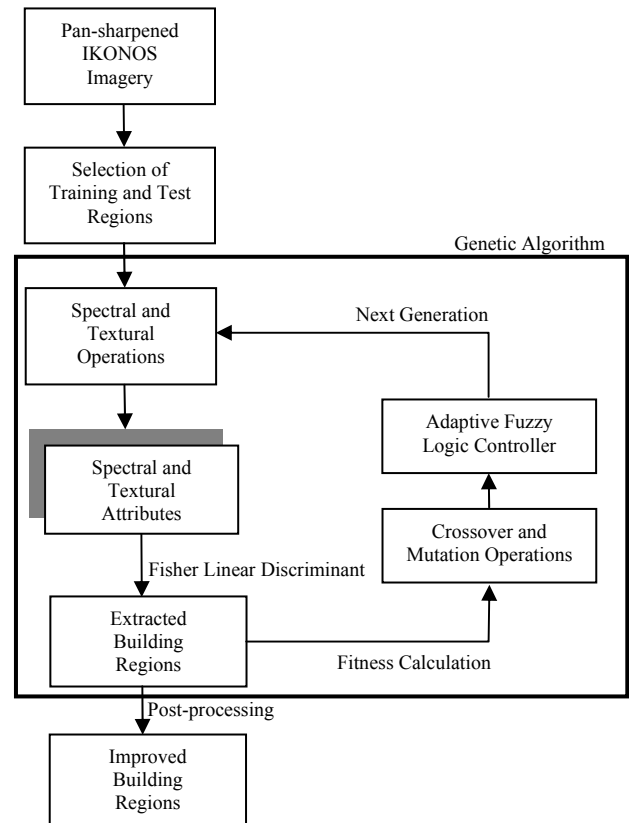 Pan-sharpened
IKONOS
Imagery
Selection of
Training and Test
Regions
Genetic Algorithm
Spectral and
Textural
Operations
Next Generation
Adaptive Fuzzy
Logic Controller
Spectral and
Textural
Attributes
Crossover and
Mutation Operations
Fisher Linear Discriminant
Extracted
Building
Regions
Fitness Calculation
Post-processing
Improved
Building
Regions